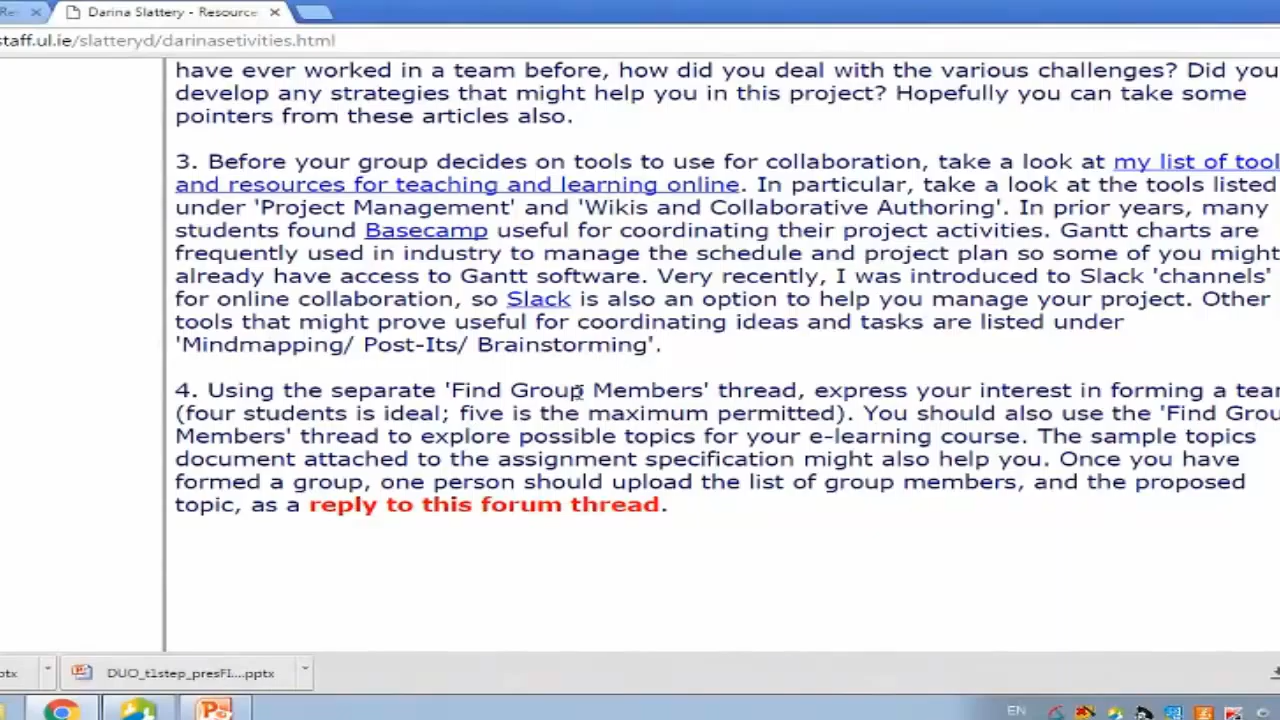 Darina Slattery - Resource
staff.ul.ie/slatteryd/darinasetivities.html
have ever worked in a team before, how did you deal with the various challenges? Did you
develop any strategies that might help you in this project? Hopefully you can take some
pointers from these articles also.
3. Before your group decides on tools to use for collaboration, take a look at my list of tool
and resources for teaching and learning online. In particular, take a look at the tools listed
under 'Project Management' and 'Wikis and Collaborative Authoring'. In prior years, many
students found Basecamp useful for coordinating their project activities. Gantt charts are
frequently used in industry to manage the schedule and project plan so some of you might
already have access to Gantt software. Very recently, I was introduced to Slack 'channels'
for online collaboration, so Slack is also an option to help you manage your project. Other
tools that might prove useful for coordinating ideas and tasks are listed under
'Mindmapping/ Post-Its/ Brainstorming'.
4. Using the separate 'Find Group Members' thread, express your interest in forming a tear
(four students is ideal; five is the maximum permitted). You should also use the 'Find Grou
Members' thread to explore possible topics for your e-learning course. The sample topics
document attached to the assignment specification might also help you. Once you have
formed a group, one person should upload the list of group members, and the proposed
topic, as a reply to this forum thread.
ptx DUO_t1step_presFI....pptx
EN